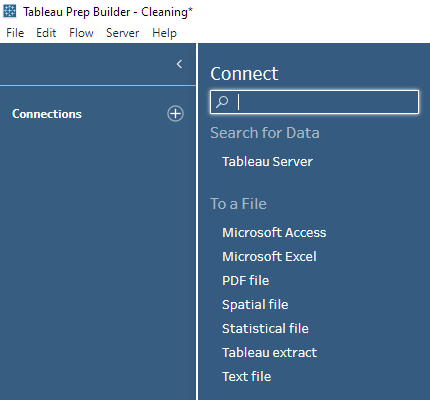 Tableau Prep Builder - Cleaning*
File Edit Flow Server Help
Connections
Connect
Search for Data
Tableau Server
To a File
Microsoft Access
Microsoft Excel
PDF file
Spatial file
Statistical file
Tableau extract
Text file